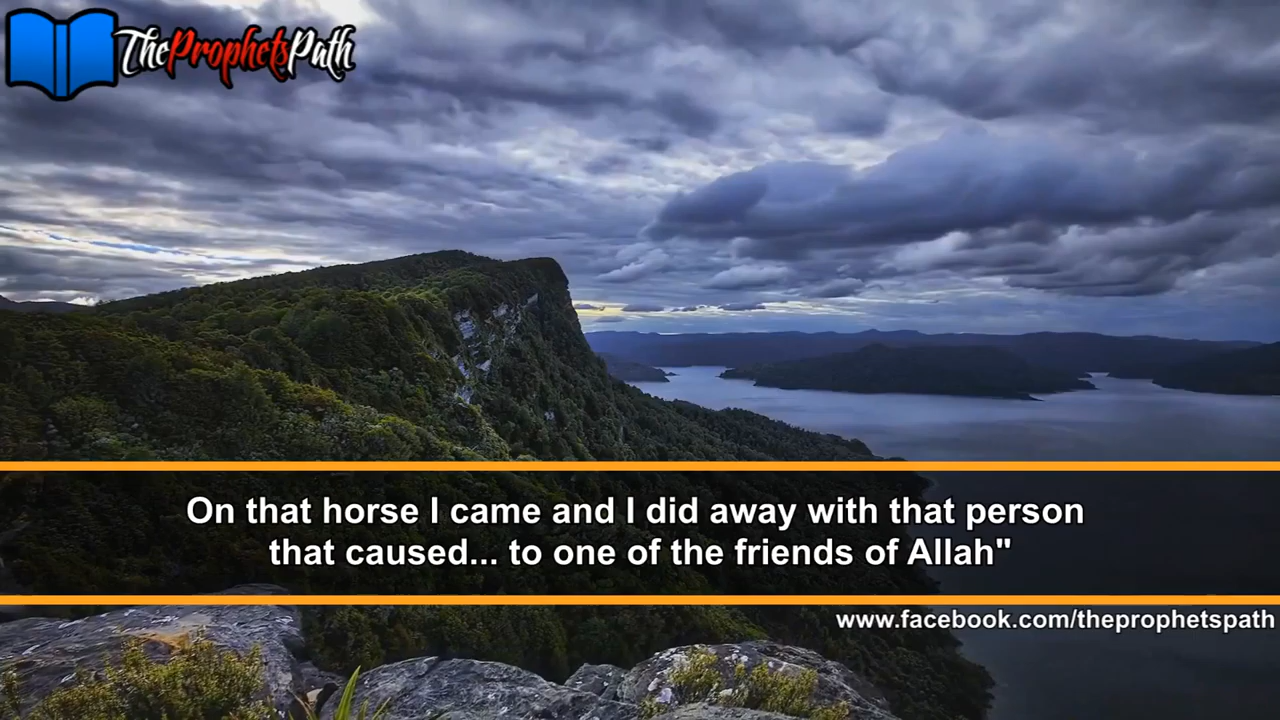 TheProphetsPath
On that horse I came and I did away with that person
that caused... to one of the friends of Allah"
www.facebook.com/theprophetspath